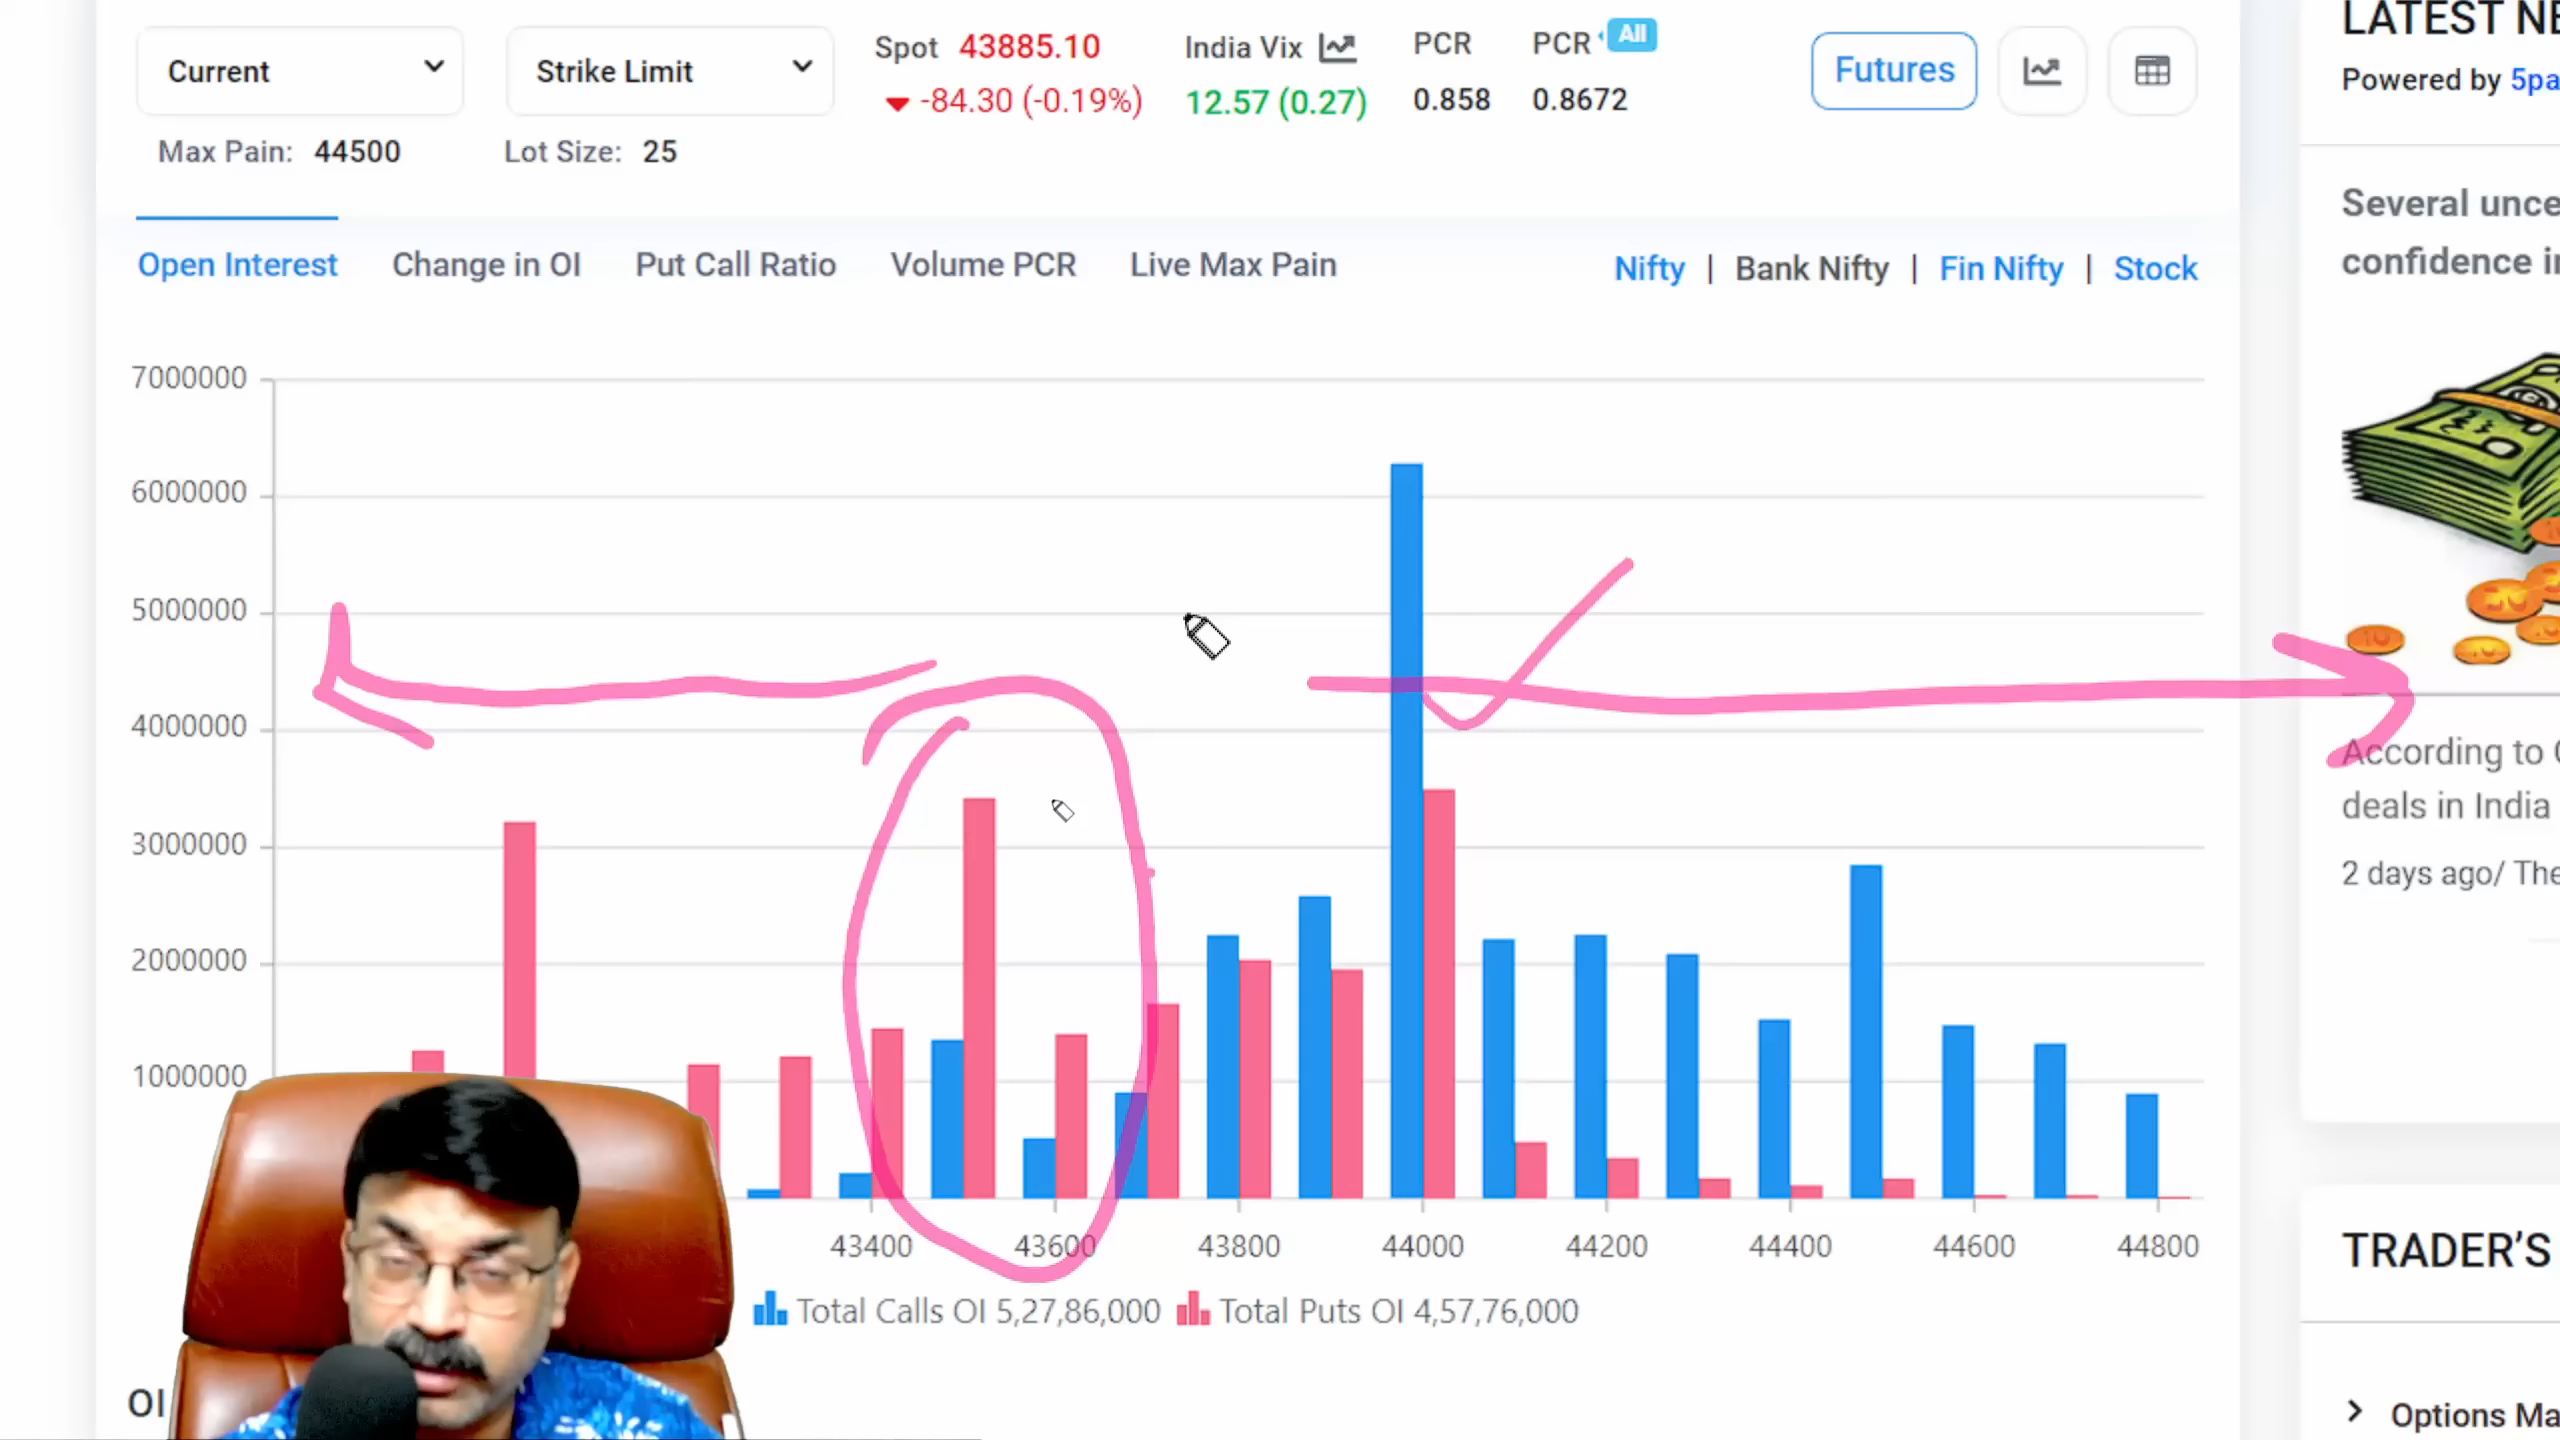 Current
Strike Limit
Spot 43885.10
-84.30 (-0.19%)
India Vix
12.57 (0.27)
PCR
0.858
PCR All
0.8672
Futures
Max Pain: 44500
Lot Size: 25
Open Interest
Change in OI
Put Call Ratio
Volume PCR
Live Max Pain
Nifty | Bank Nifty | Fin Nifty | Stock
7000000
6000000
5000000
4000000
3000000
2000000
1000000
43400 43600 43800 44000 44200 44400 44600 44800
Total Calls OI 5,27,86,000 Total Puts OI 4,57,76,000
OI
LATEST NE
Powered by 5pa
Several unce
confidence in
According to
deals in India
2 days ago/ The
TRADER'S
Options Ma